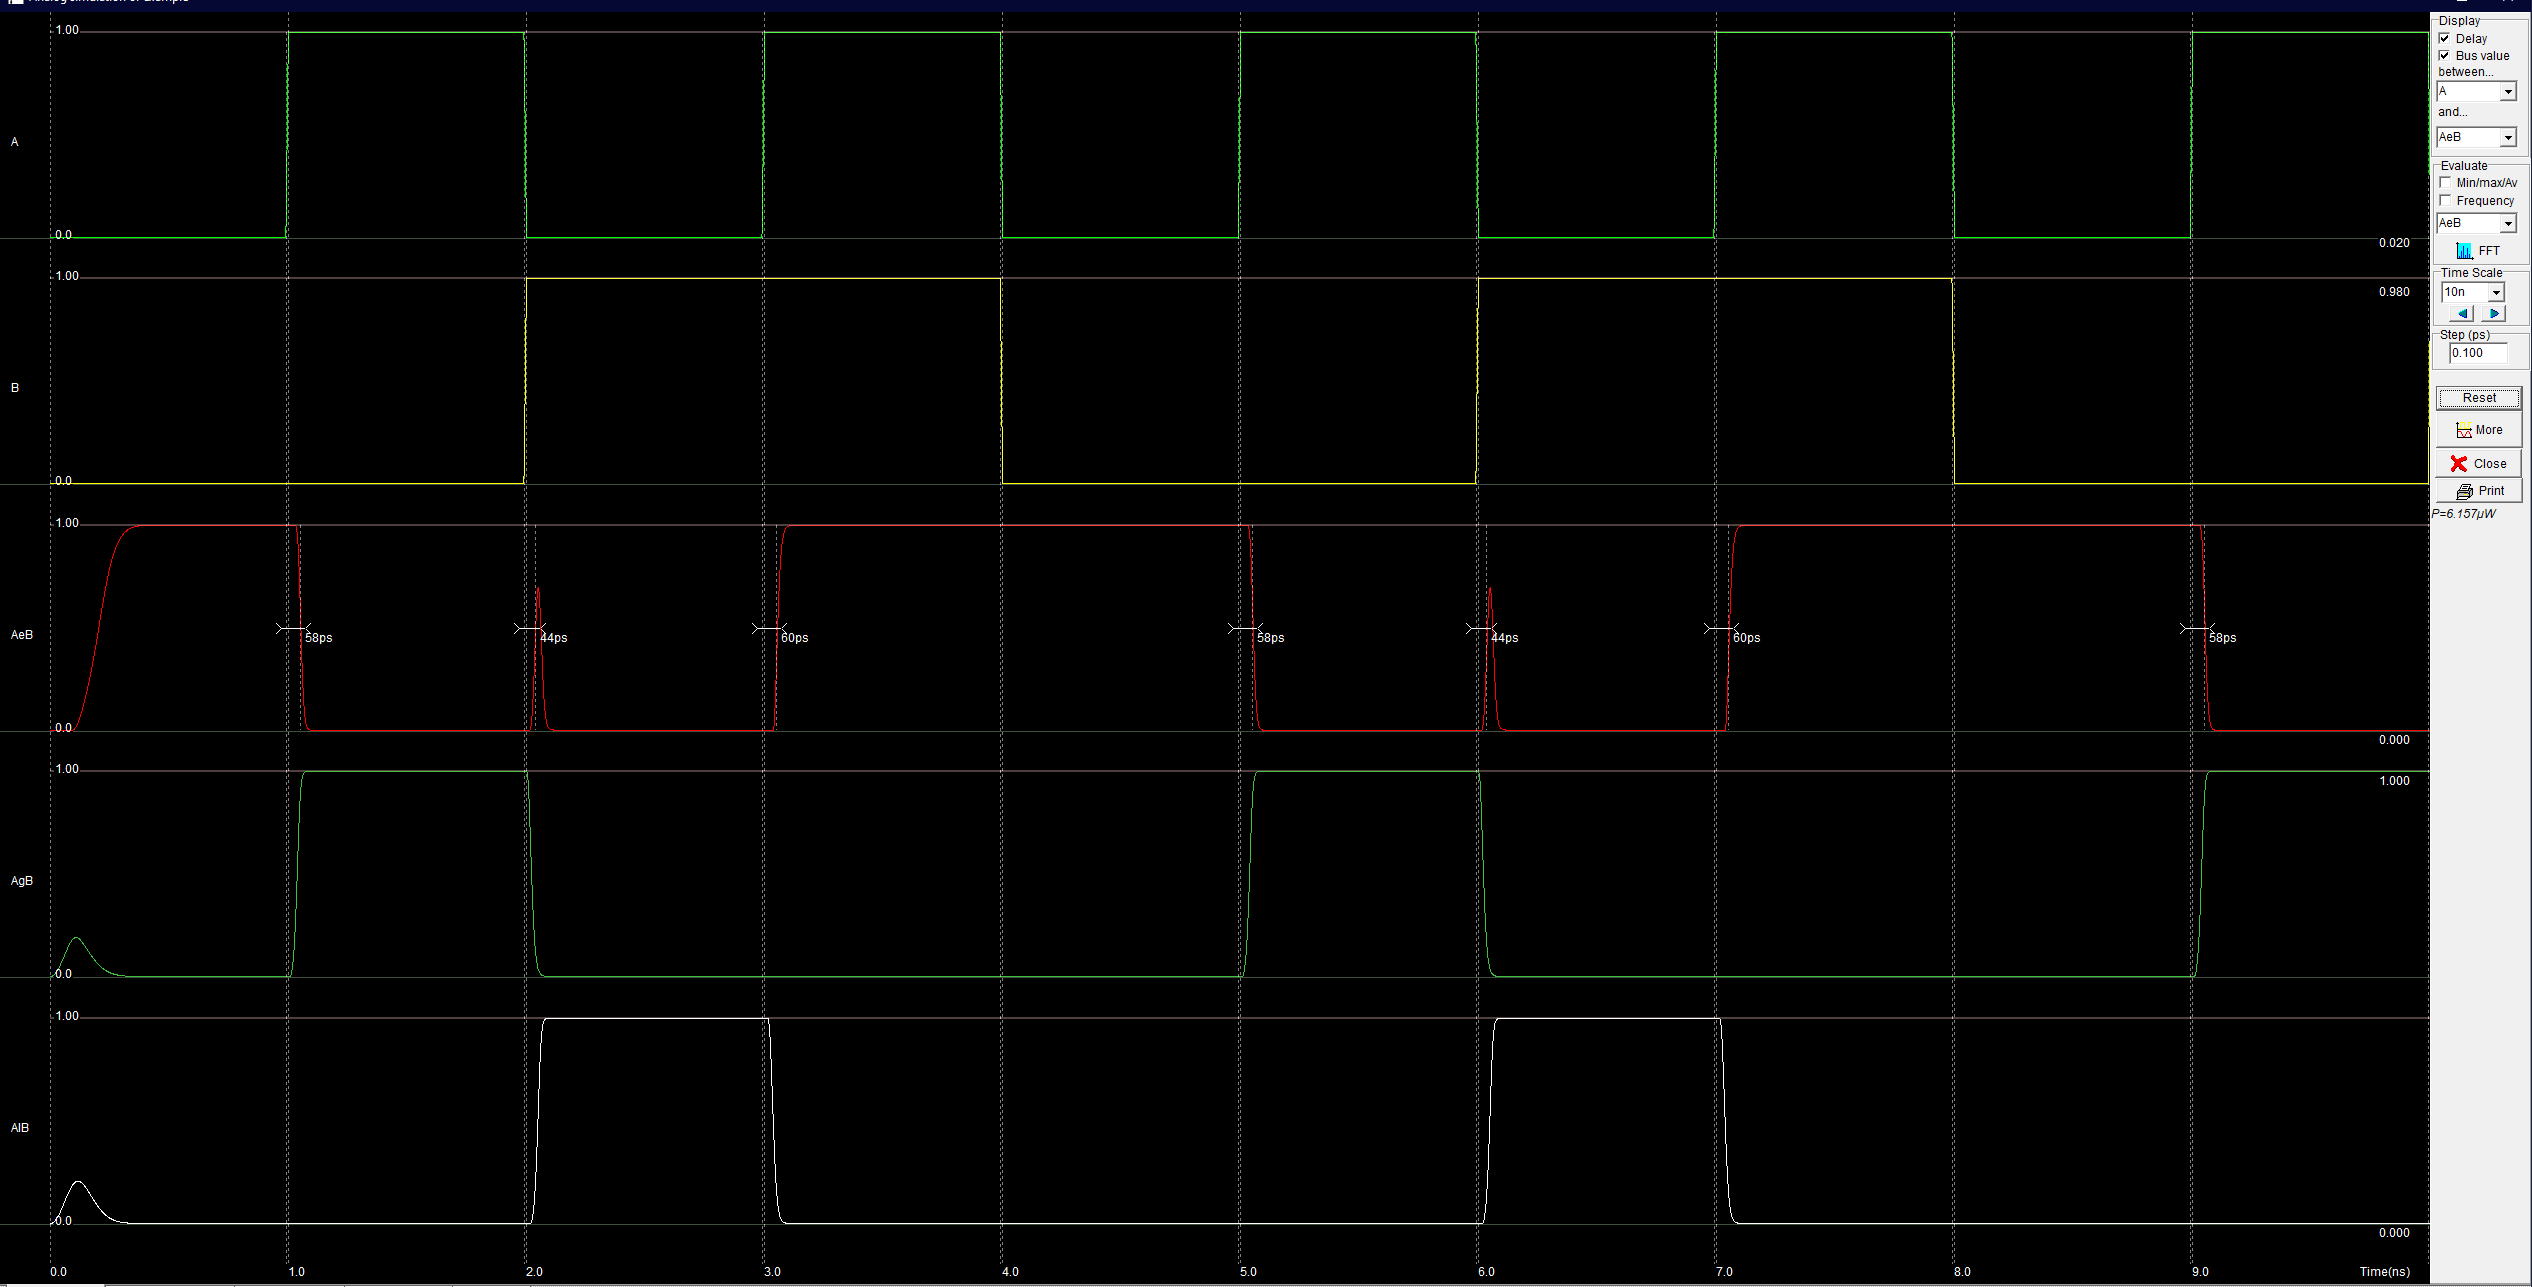 1.00
A
0.0
0.020
1.00
0.980
B
0.0
1.00
AeB
58ps
44ps
60ps
58ps
44ps
60ps
58ps
0.0
0.000
1.00
1.000
AgB
0.0
1.00
AlB
0.0
0.000
0.0 1.0 2.0 3.0 4.0 5.0 6.0 7.0 8.0 9.0 Time(ns)
Display
Delay
Bus value
between...
A
and...
AeB
Evaluate
Min/max/Av
Frequency
AeB
FFT
Time Scale
10n
Step (ps)
0.100
Reset
More
Close
Print
P=6.157µW